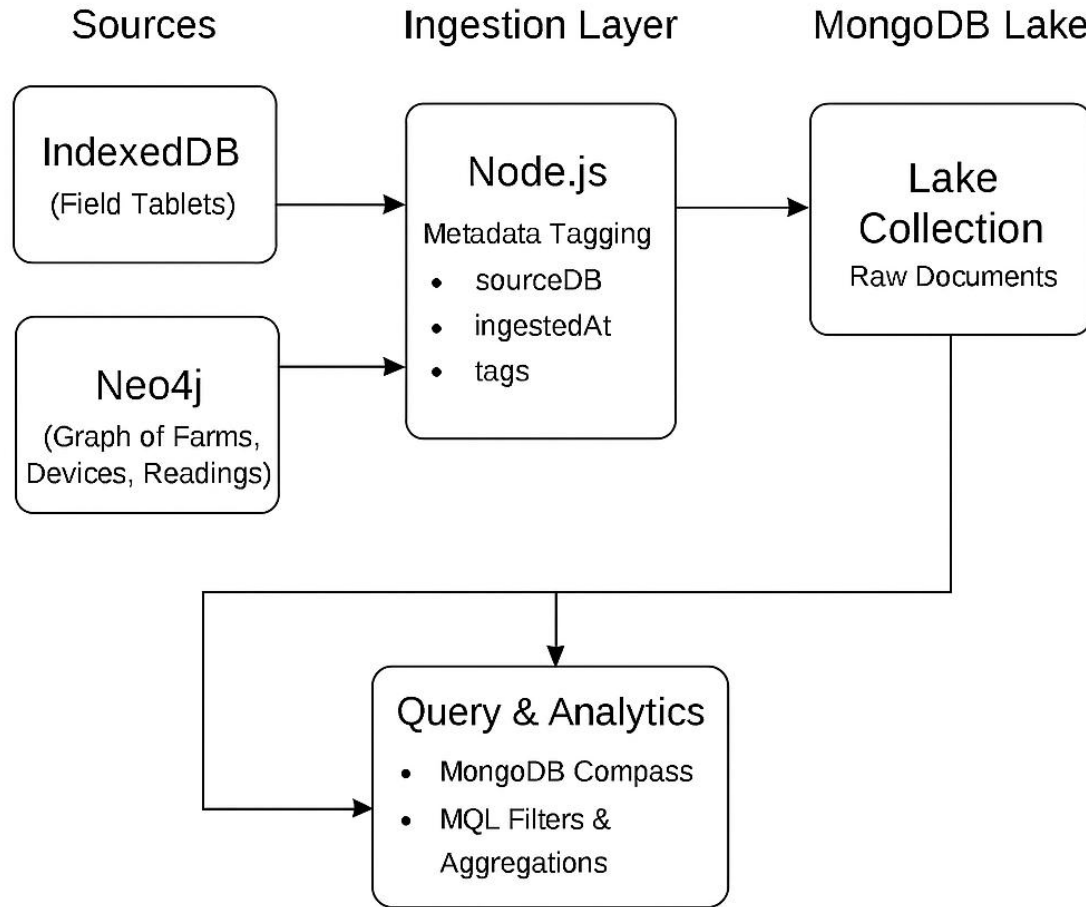 Sources
Ingestion Layer
MongoDB Lake
IndexedDB
(Field Tablets)
Neo4j
(Graph of Farms,
Devices, Readings)
Node.js
Metadata Tagging
• sourceDB
• ingestedAt
• tags
Lake
Collection
Raw Documents
Query & Analytics
• MongoDB Compass
• MQL Filters &
Aggregations